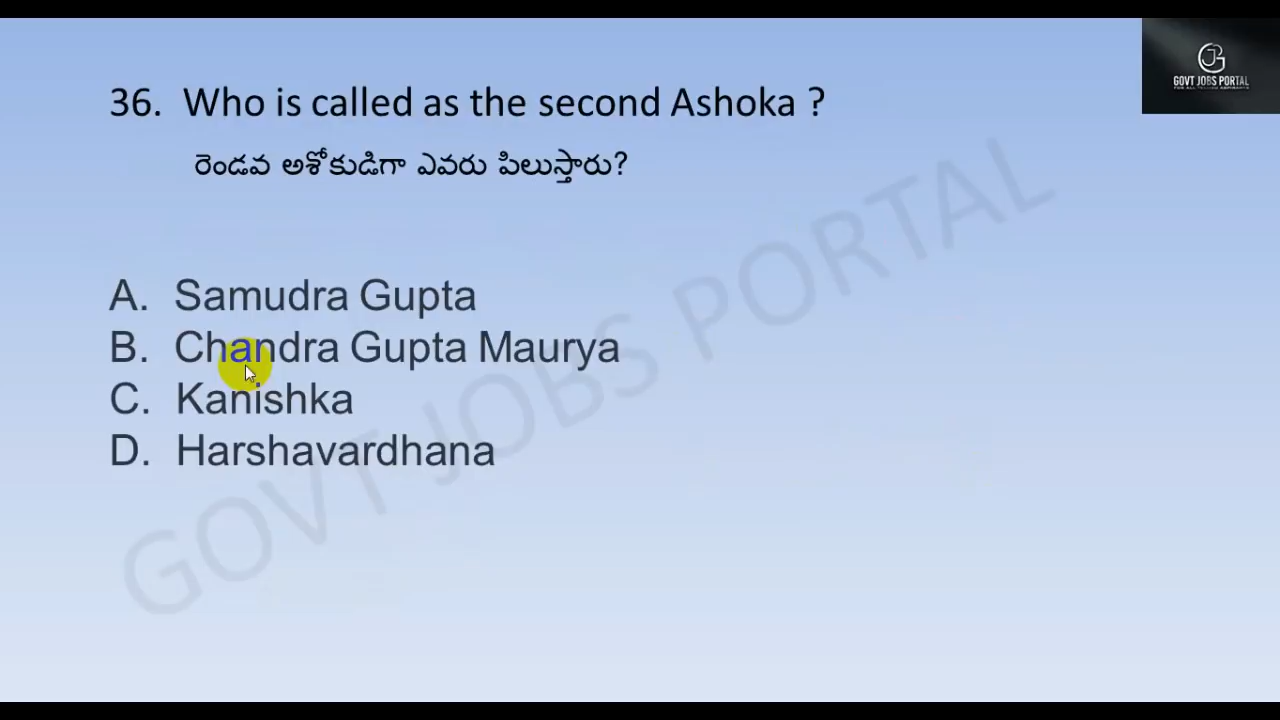 GOVT JOBS PORTAL
36. Who is called as the second Ashoka ?
రెండవ అశోకుడిగా ఎవరు పిలుస్తారు?
A. Samudra Gupta
B. Chandra Gupta Maurya
C. Kanishka
D. Harshavardhana
GOVT JOBS PORTAL